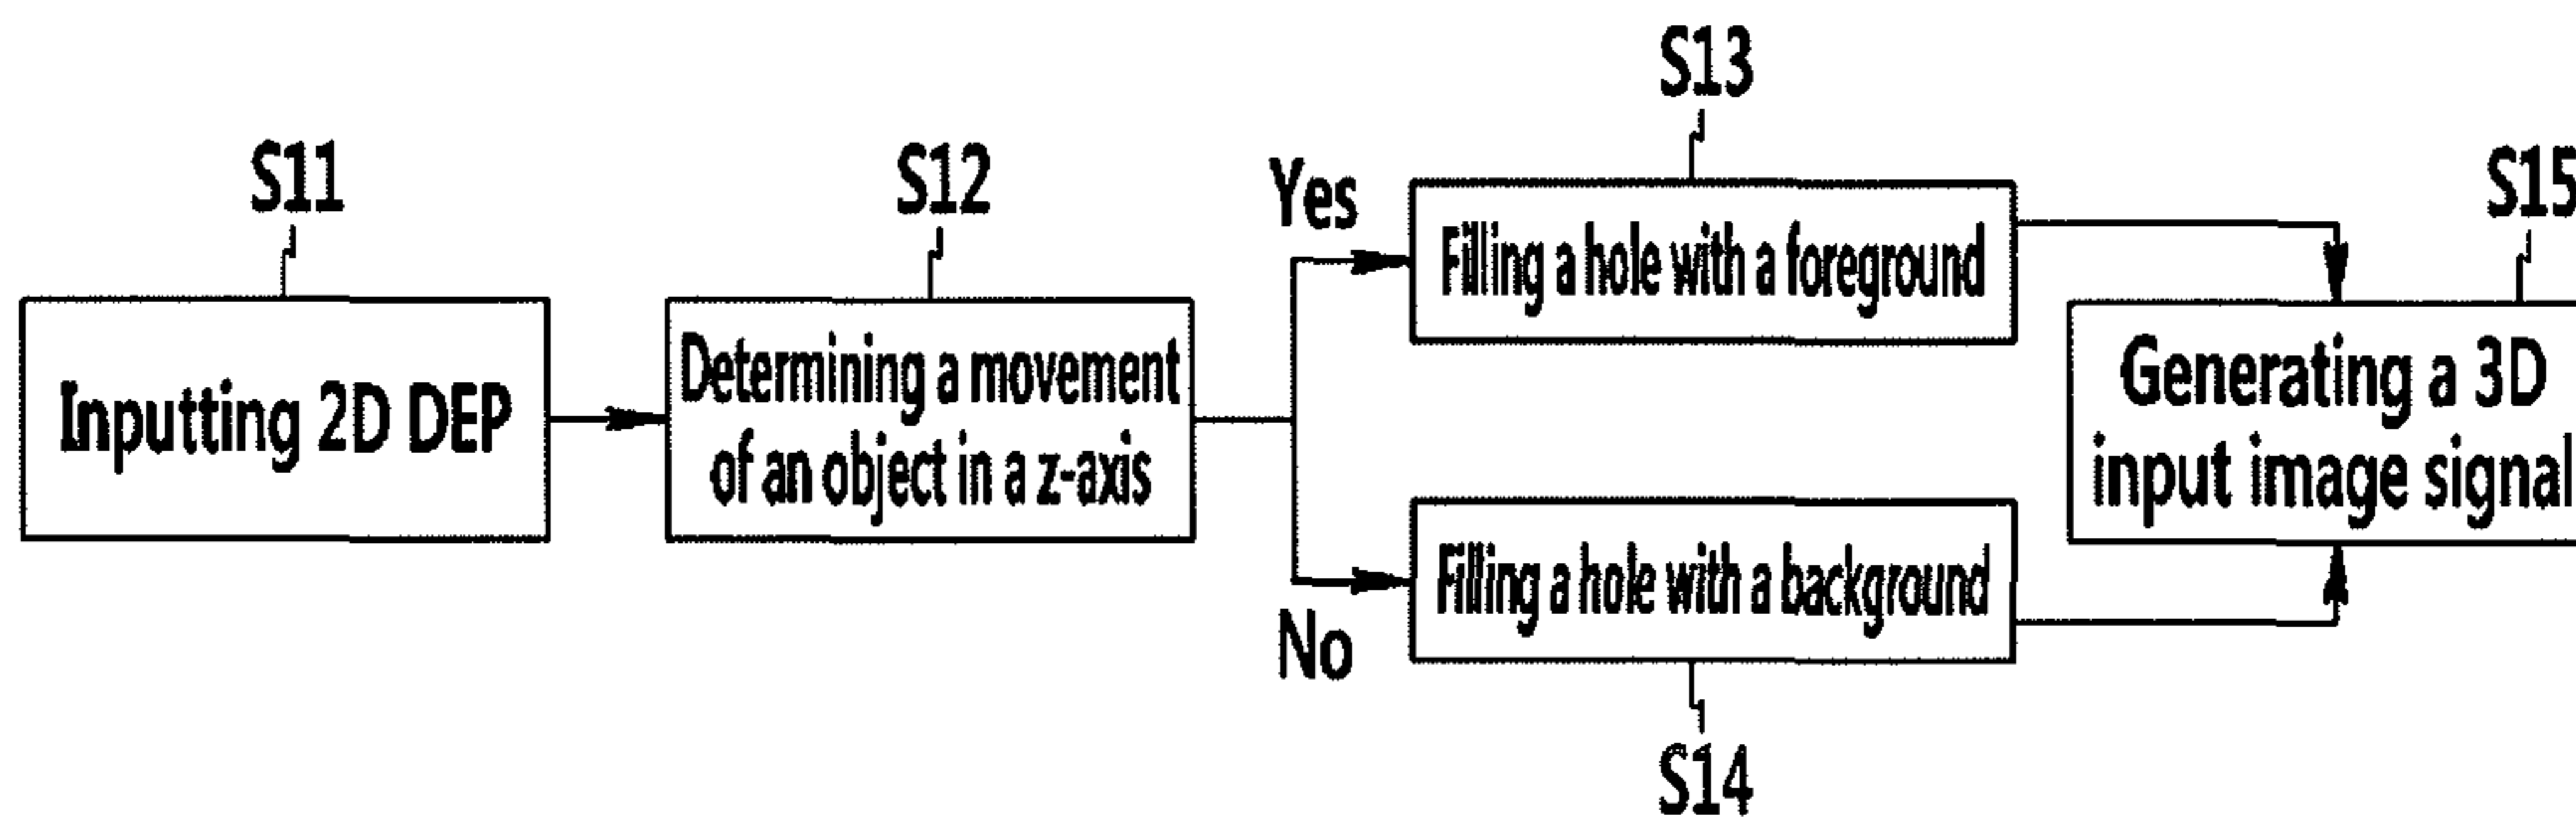 S11
Inputting 2D DEP
S12
Determining a movement
of an object in a z-axis
Yes
No
S13
Filling a hole with a foreground
Filling a hole with a background
S14
S15
Generating a 3D
input image signal